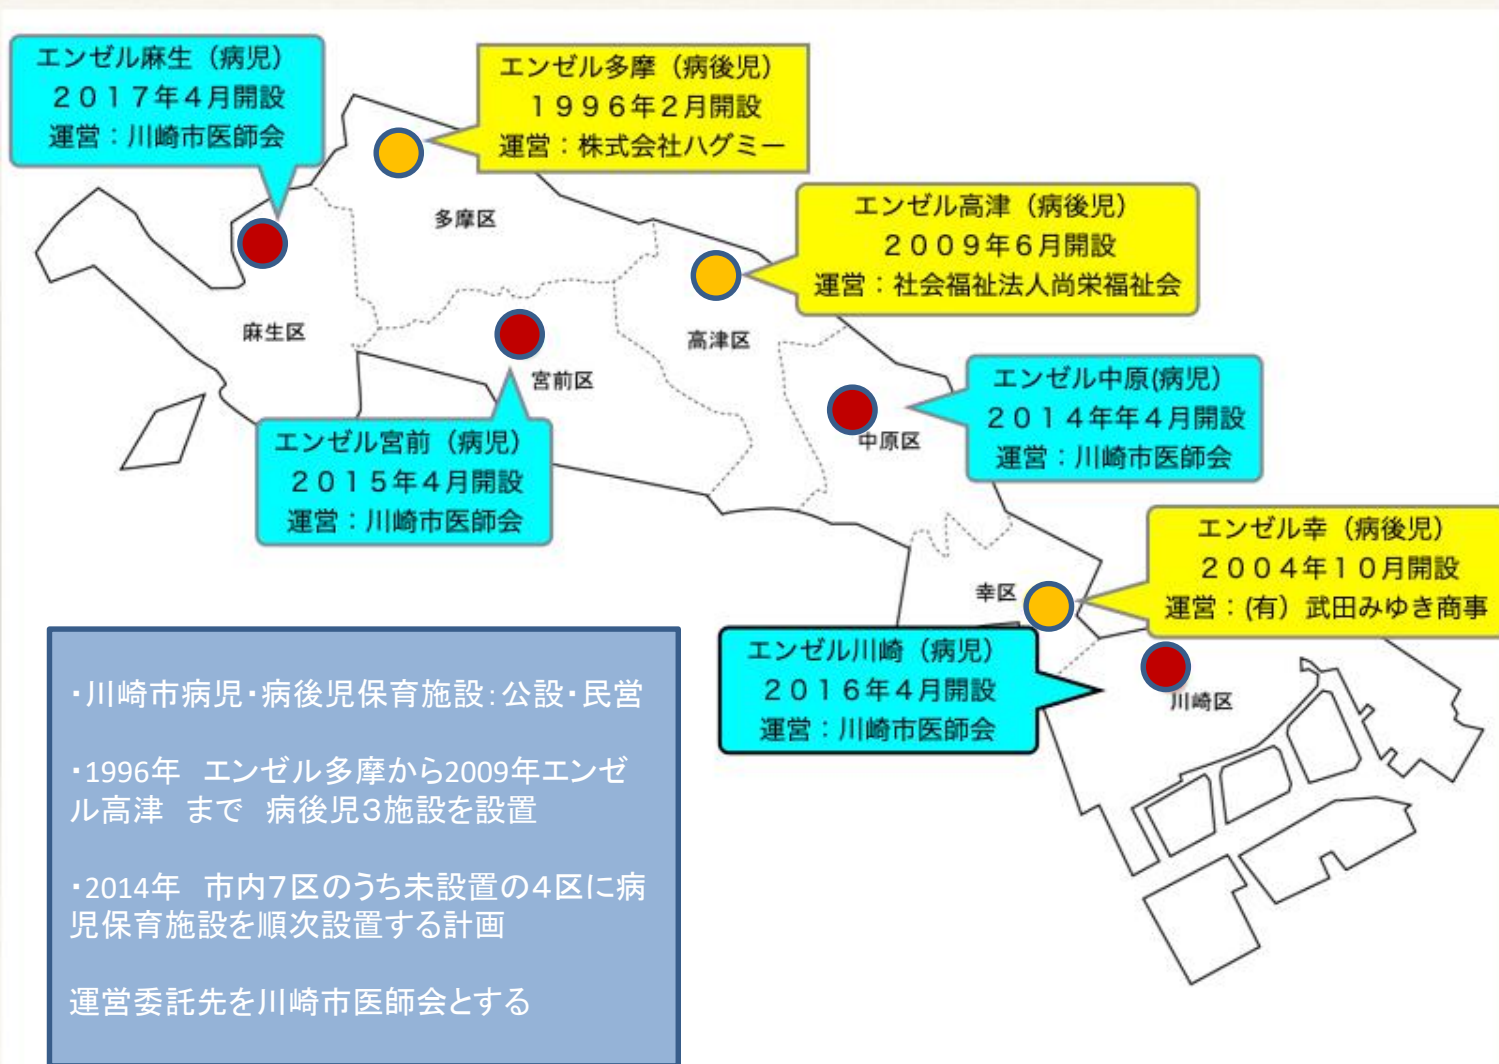 エンゼル麻生（病児）
２０１７年４月開設
運営：川崎市医師会
エンゼル多摩（病後児）
１９９６年２月開設
運営：株式会社ハグミー
エンゼル高津（病後児）
２００９年６月開設
運営：社会福祉法人尚栄福祉会
多摩区
麻生区
高津区
宮前区
エンゼル中原(病児）
２０１４年年４月開設
運営：川崎市医師会
中原区
エンゼル宮前（病児）
２０１５年４月開設
運営：川崎市医師会
エンゼル幸（病後児）
２００４年１０月開設
運営：(有）武田みゆき商事
幸区
エンゼル川崎（病児）
２０１６年４月開設
運営：川崎市医師会
川崎区
・川崎市病児・病後児保育施設：公設・民営
・1996年　エンゼル多摩から2009年エンゼ
ル高津　まで　病後児３施設を設置
・2014年　市内７区のうち未設置の４区に病
児保育施設を順次設置する計画
運営委託先を川崎市医師会とする